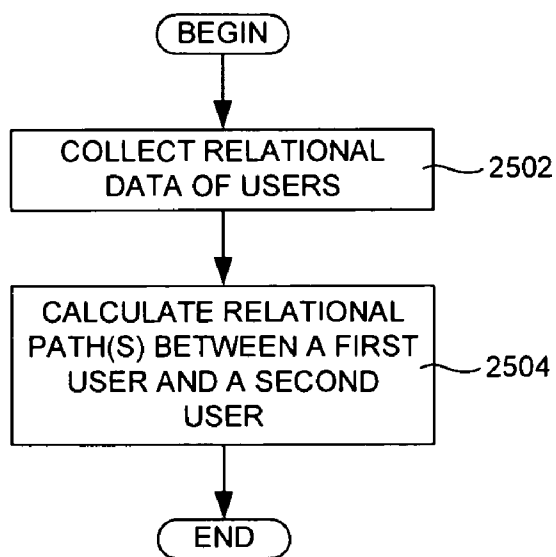 BEGIN
COLLECT RELATIONAL
DATA OF USERS
2502
CALCULATE RELATIONAL
PATH(S) BETWEEN A FIRST
USER AND A SECOND
USER
2504
END